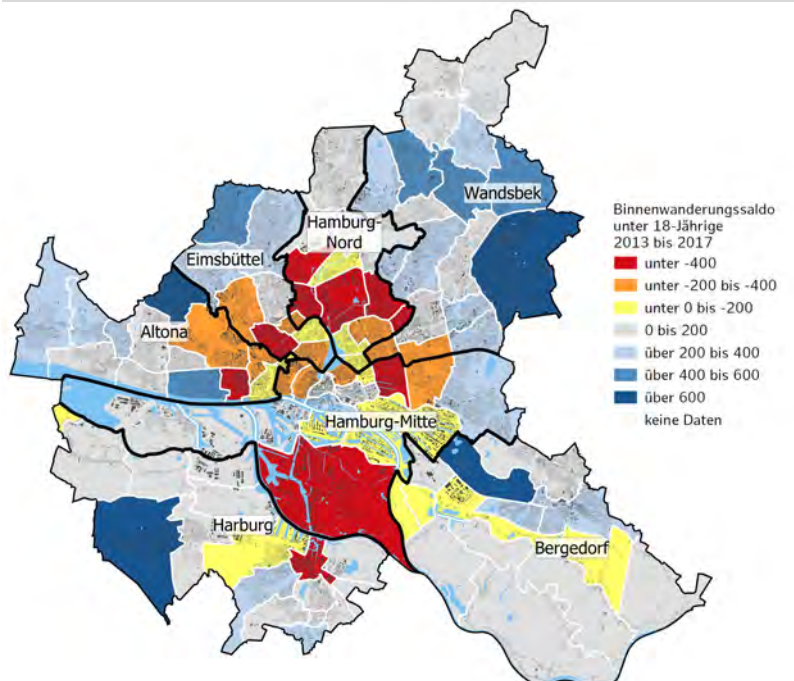 Wandsbek
Hamburg-
Nord
Eimsbüttel
Altona
Hamburg-Mitte
Harburg
Bergedorf
Binnenwanderungssaldo
unter 18-Jährige
2013 bis 2017
unter -400
unter -200 bis -400
unter 0 bis -200
0 bis 200
über 200 bis 400
über 400 bis 600
über 600
keine Daten